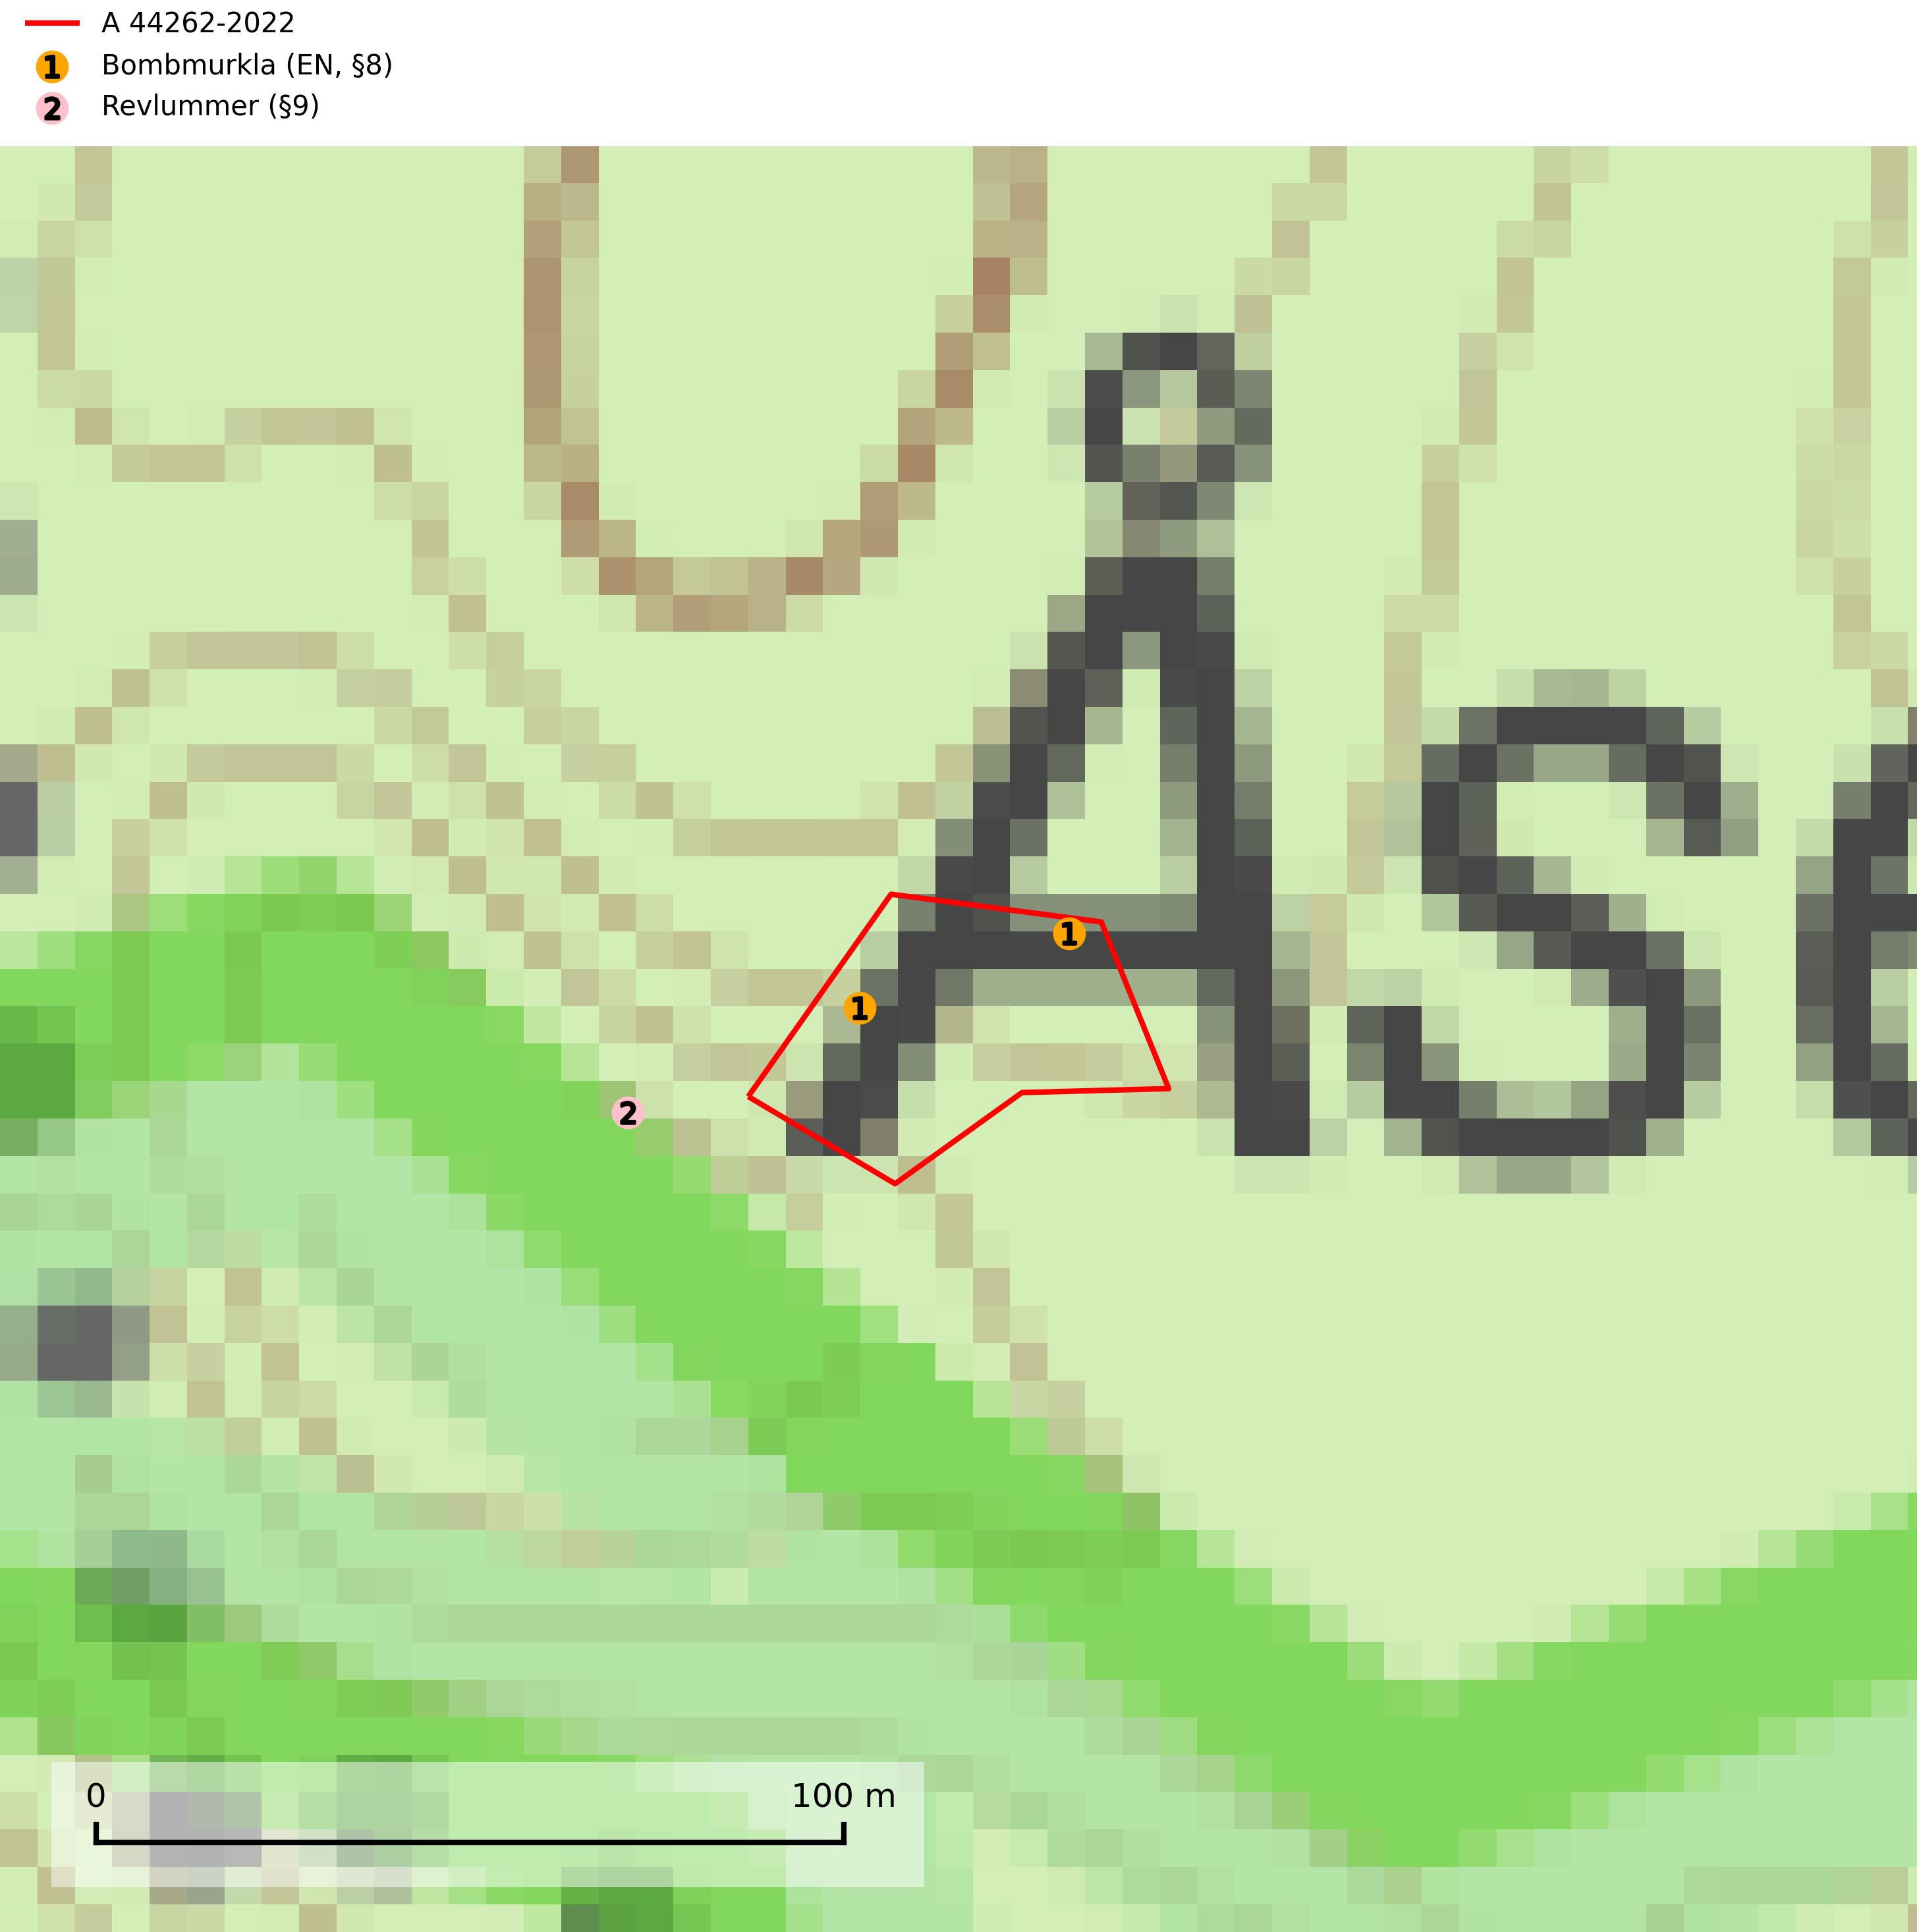 A 44262-2022
1 Bombmurkla (EN, §8)
2 Revlummer (§9)
Ås
1
1
2
0 100 m